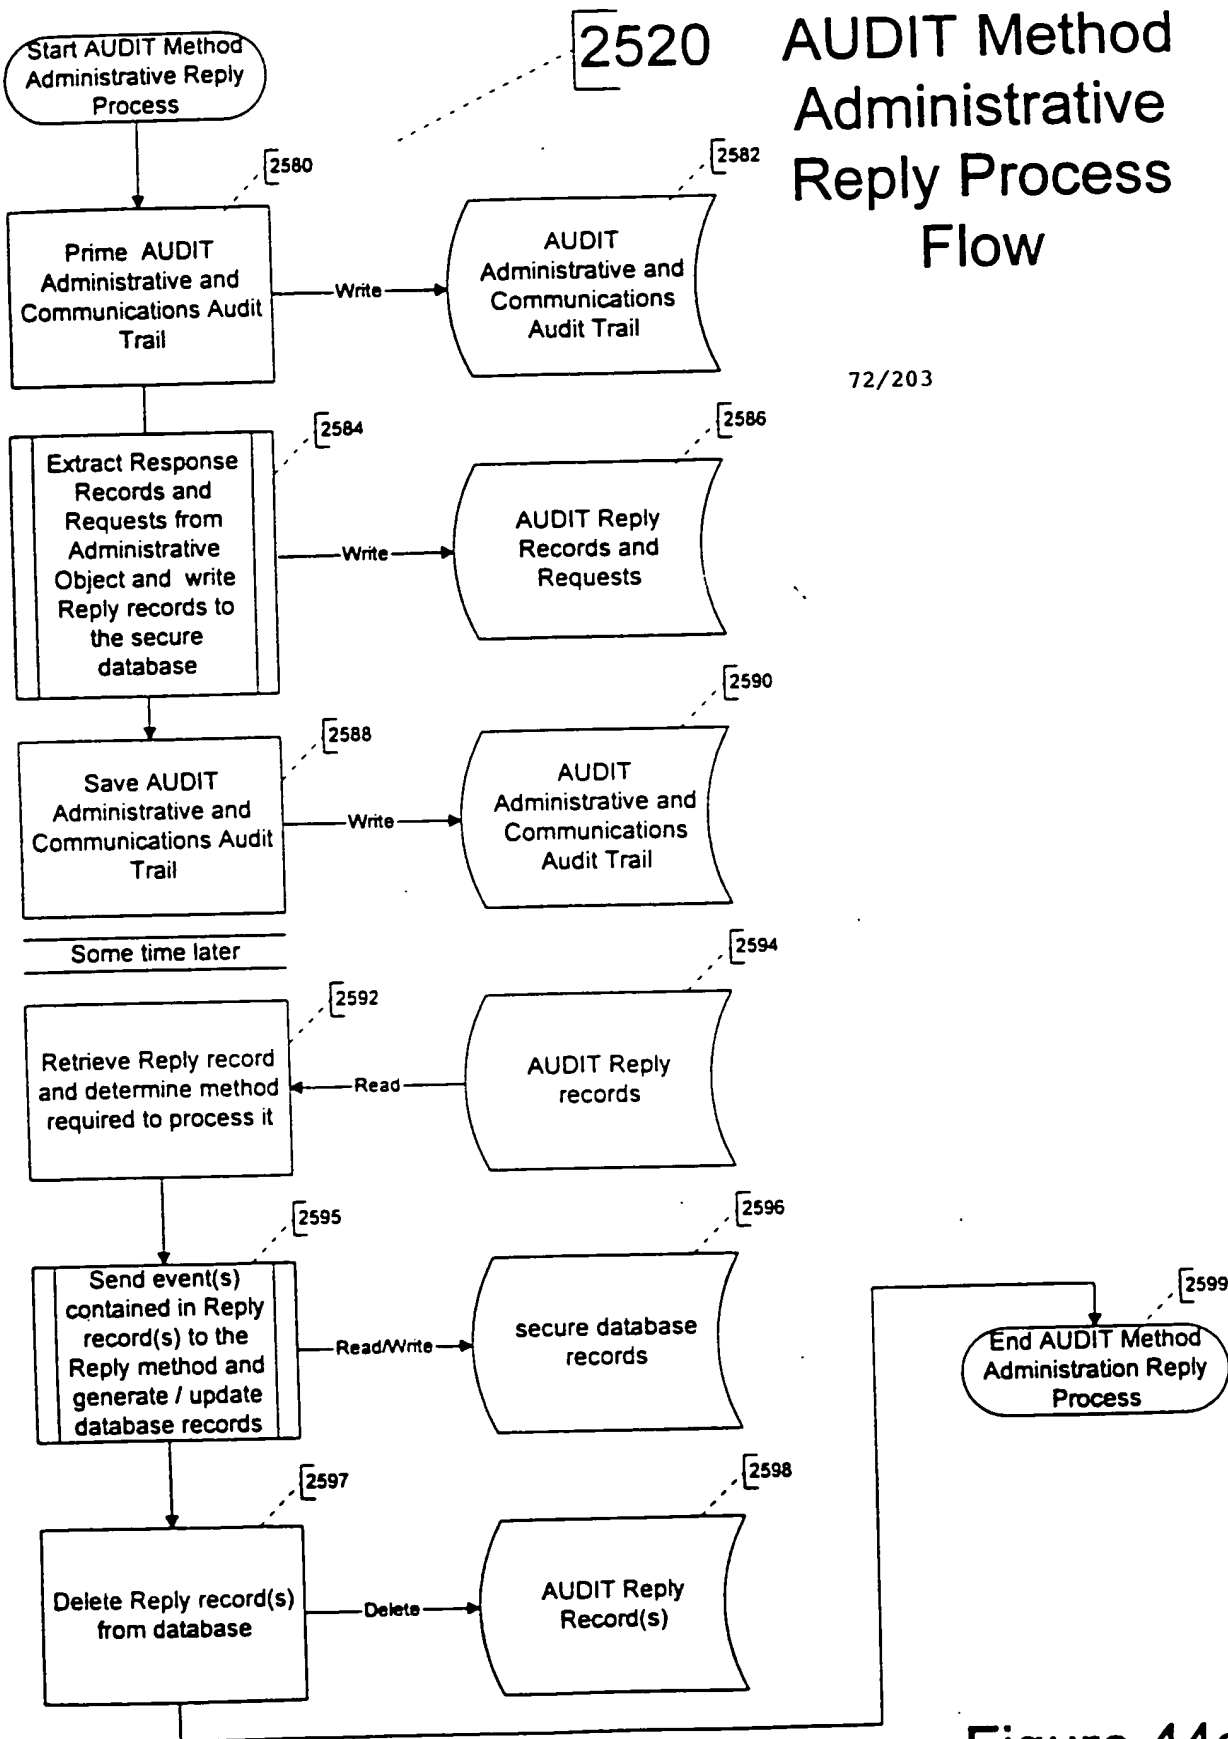 Start AUDIT Method
Administrative Reply
Process
2520
AUDIT Method
Administrative
Reply Process
Flow
2580
Prime AUDIT
Administrative and
Communications Audit
Trail
Write
2582
AUDIT
Administrative and
Communications
Audit Trail
72/203
2584
Extract Response
Records and
Requests from
Administrative
Object and write
Reply records to
the secure
database
Write
2586
AUDIT Reply
Records and
Requests
2588
Save AUDIT
Administrative and
Communications Audit
Trail
Write
2590
AUDIT
Administrative and
Communications
Audit Trail
Some time later
2592
Retrieve Reply record
and determine method
required to process it
Read
2594
AUDIT Reply
records
2595
Send event(s)
contained in Reply
record(s) to the
Reply method and
generate / update
database records
Read/Write
2596
secure database
records
2599
End AUDIT Method
Administration Reply
Process
2597
Delete Reply record(s)
from database
Delete
2598
AUDIT Reply
Record(s)